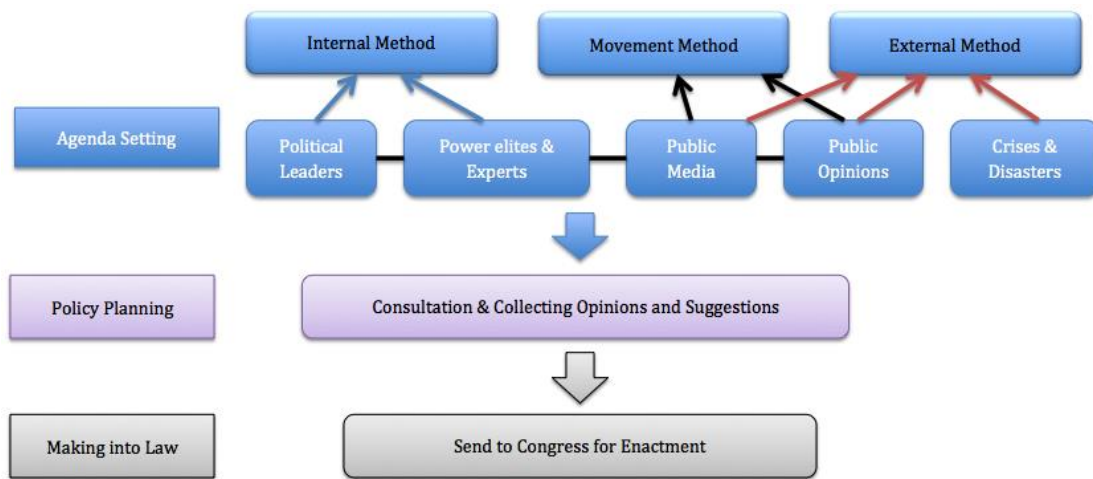 Internal Method
Movement Method
External Method
Agenda Setting
Political
Leaders
Power elites &
Experts
Public
Media
Public
Opinions
Crises &
Disasters
Policy Planning
Consultation & Collecting Opinions and Suggestions
Making into Law
Send to Congress for Enactment